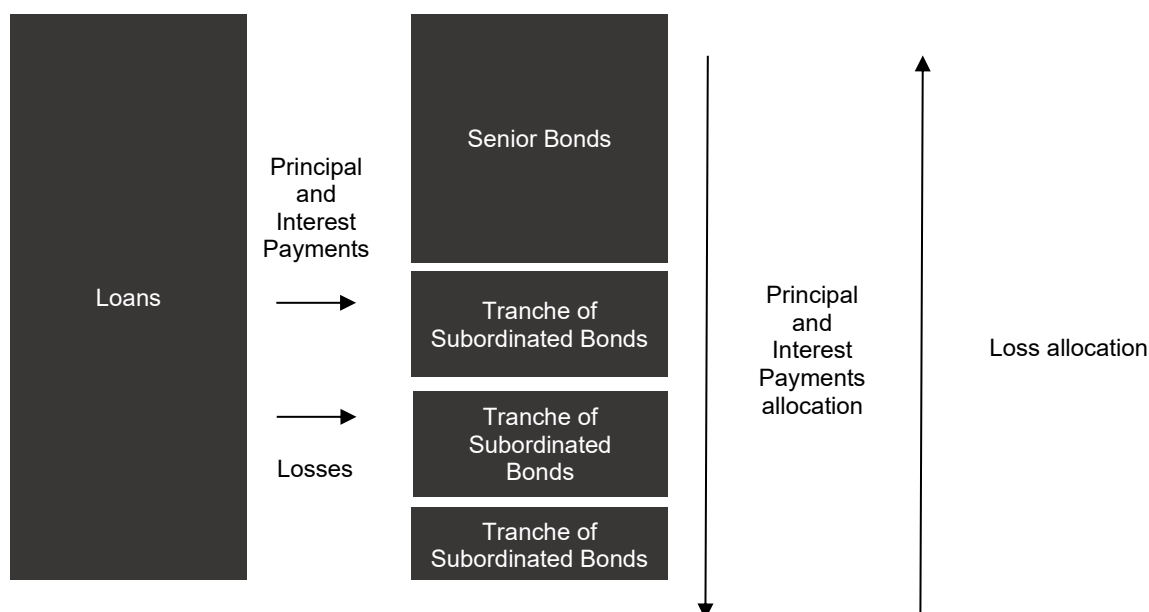 Loans
Principal
and
Interest
Payments
Losses
Senior Bonds
Tranche of
Subordinated Bonds
Tranche of
Subordinated
Bonds
Tranche of
Subordinated Bonds
Principal
and
Interest
Payments
allocation
Loss allocation